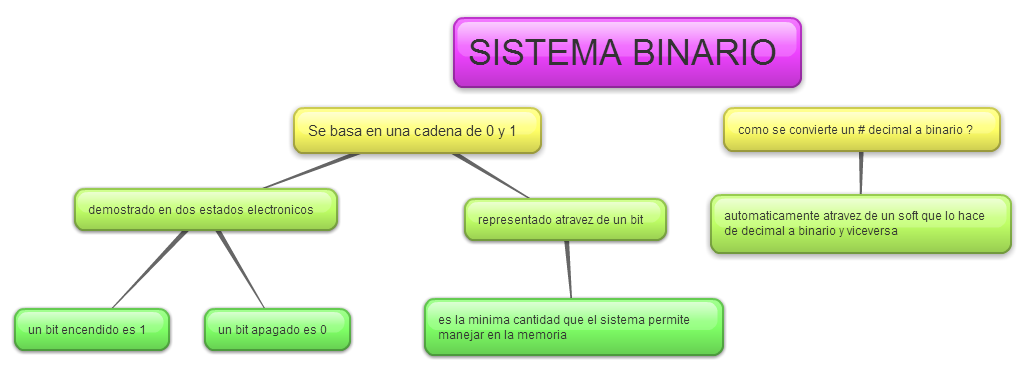 SISTEMA BINARIO
Se basa en una cadena de 0 y 1
como se convierte un # decimal a binario ?
demostrado en dos estados electronicos
representado atravez de un bit
automaticamente atravez de un soft que lo hace
de decimal a binario y viceversa
un bit encendido es 1
un bit apagado es 0
es la minima cantidad que el sistema permite
manejar en la memoria